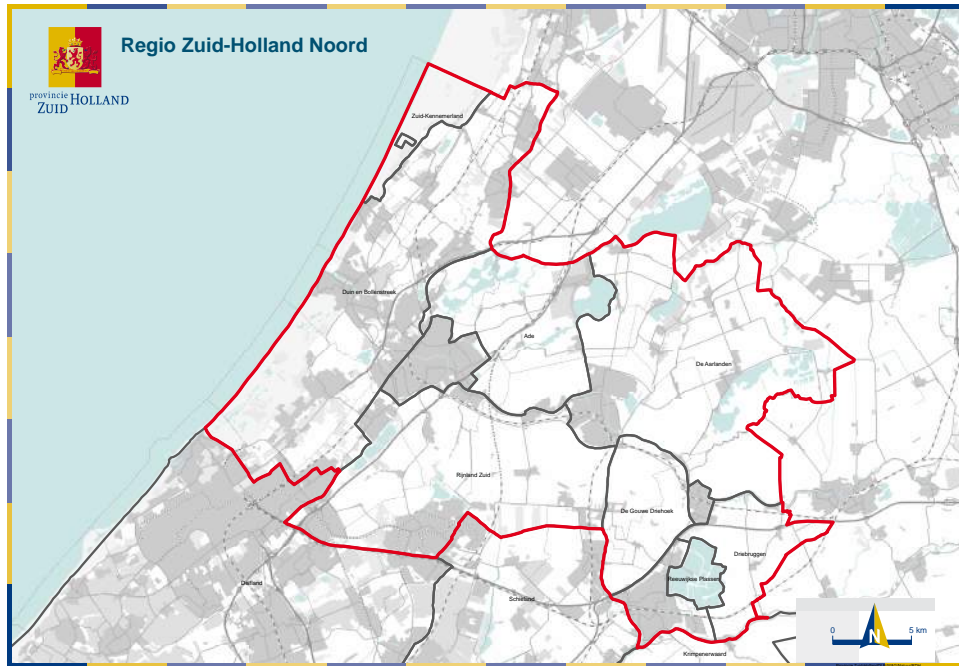 Regio Zuid-Holland Noord
provincie
ZUID HOLLAND
Zuid-Kennemerland
Duin en Bollenstreek
Ade
De Aarlanden
Rijnland Zuid
De Gouwe Driehoek
Driebruggen
Reeuwijkse Plassen
Delfland
Schieland
Krimpenerwaard
0
5 km
N